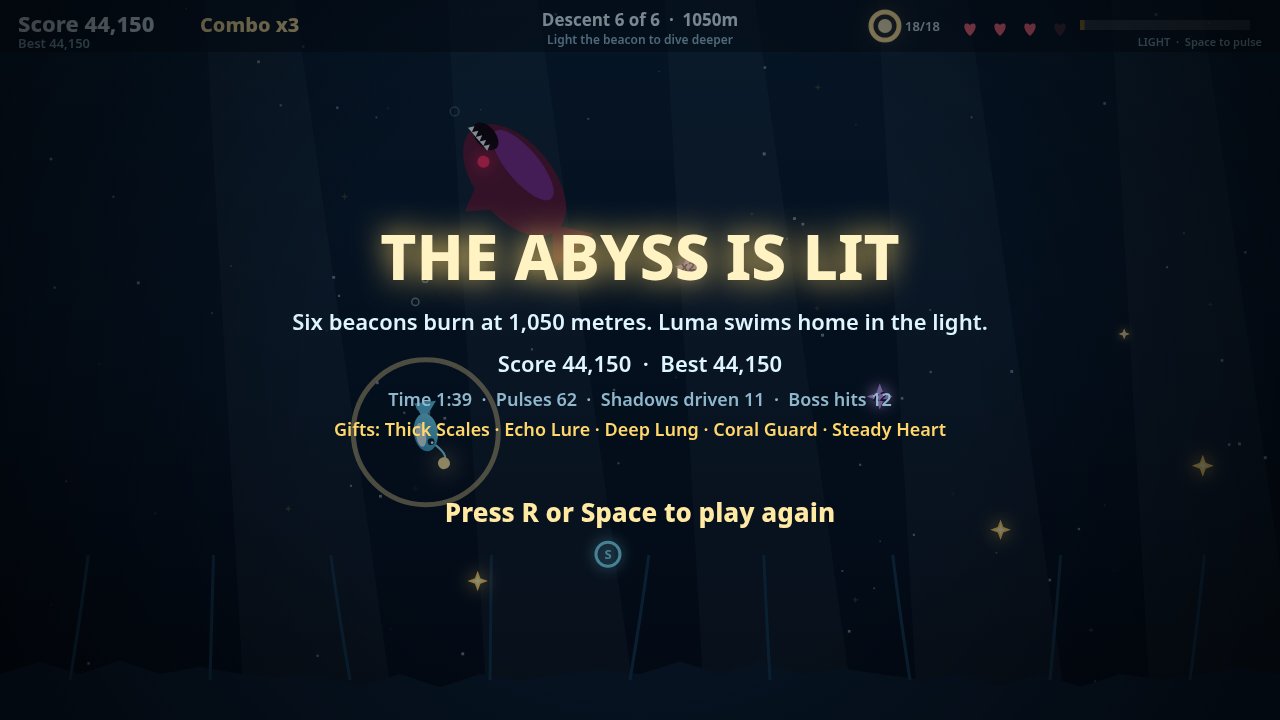 Score 44,150
Best 44,150
Combo x3
Descent 6 of 6 · 1050m
Light the beacon to dive deeper
18/18
LIGHT · Space to pulse
THE ABYSS IS LIT
Six beacons burn at 1,050 metres. Luma swims home in the light.
Score 44,150 · Best 44,150
Time 1:39 · Pulses 62 · Shadows driven 11 · Boss hits 12
Gifts: Thick Scales · Echo Lure · Deep Lung · Coral Guard · Steady Heart
Press R or Space to play again
S